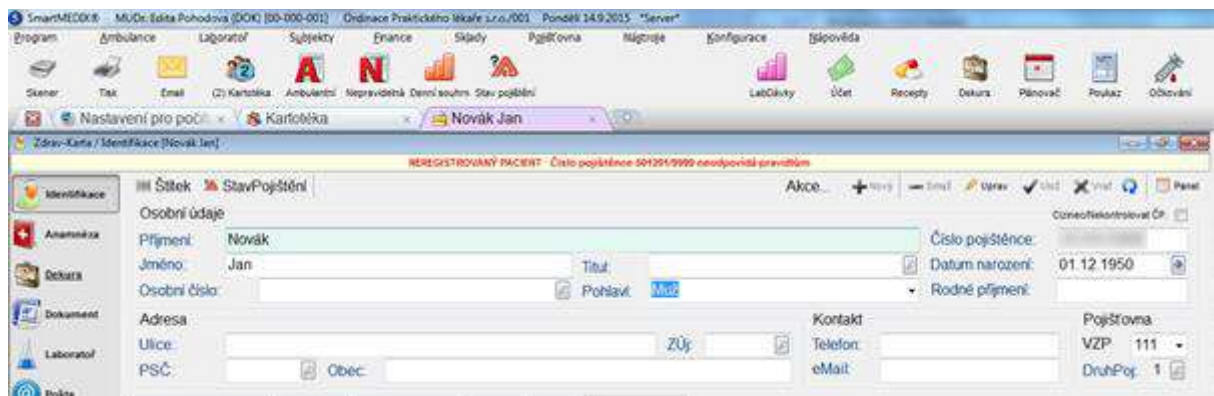 SmartMEDIX® MUDr. Edita Pohodova (DOK) [00-000-001] Ordinace Praktického lékaře s.r.o./001 Pondělí 14.9.2015 "Server"
Program Ambulance Laboratoř Subjekty Finance Sklady Pojišťovna Nástroje Konfigurace Nápověda
Skener Tisk Email (2) Kartotéka Ambulantní Nepravidelná Denní souhrn Stav pojištění LabDávky Účet Recepty Dekurs Plánovač Poukaz Očkování
Nastavení pro počít Kartotéka Novák Jan
Zdrav-Karta / Identifikace [Novák Jan]
NEREGISTROVANÝ PACIENT - Číslo pojištěnce 501201/9999 neodpovídá pravidlům
Identifikace Štítek StavPojištění Akce... Nový Smaž Uprav Ulož Vrať Panel
Osobní údaje Cizinec/Nekontrolovat ČP
Anamnéza Příjmení: Novák Číslo pojištěnce:
Jméno: Jan Titul: Datum narození: 01.12.1950
Dekurs Osobní číslo: Pohlaví: Muž Rodné příjmení:
Dokument Adresa Kontakt Pojišťovna
Ulice: ZÚj: Telefon: VZP 111
Laboratoř PSČ: Obec: eMail: DruhPoj: 1
Pošta